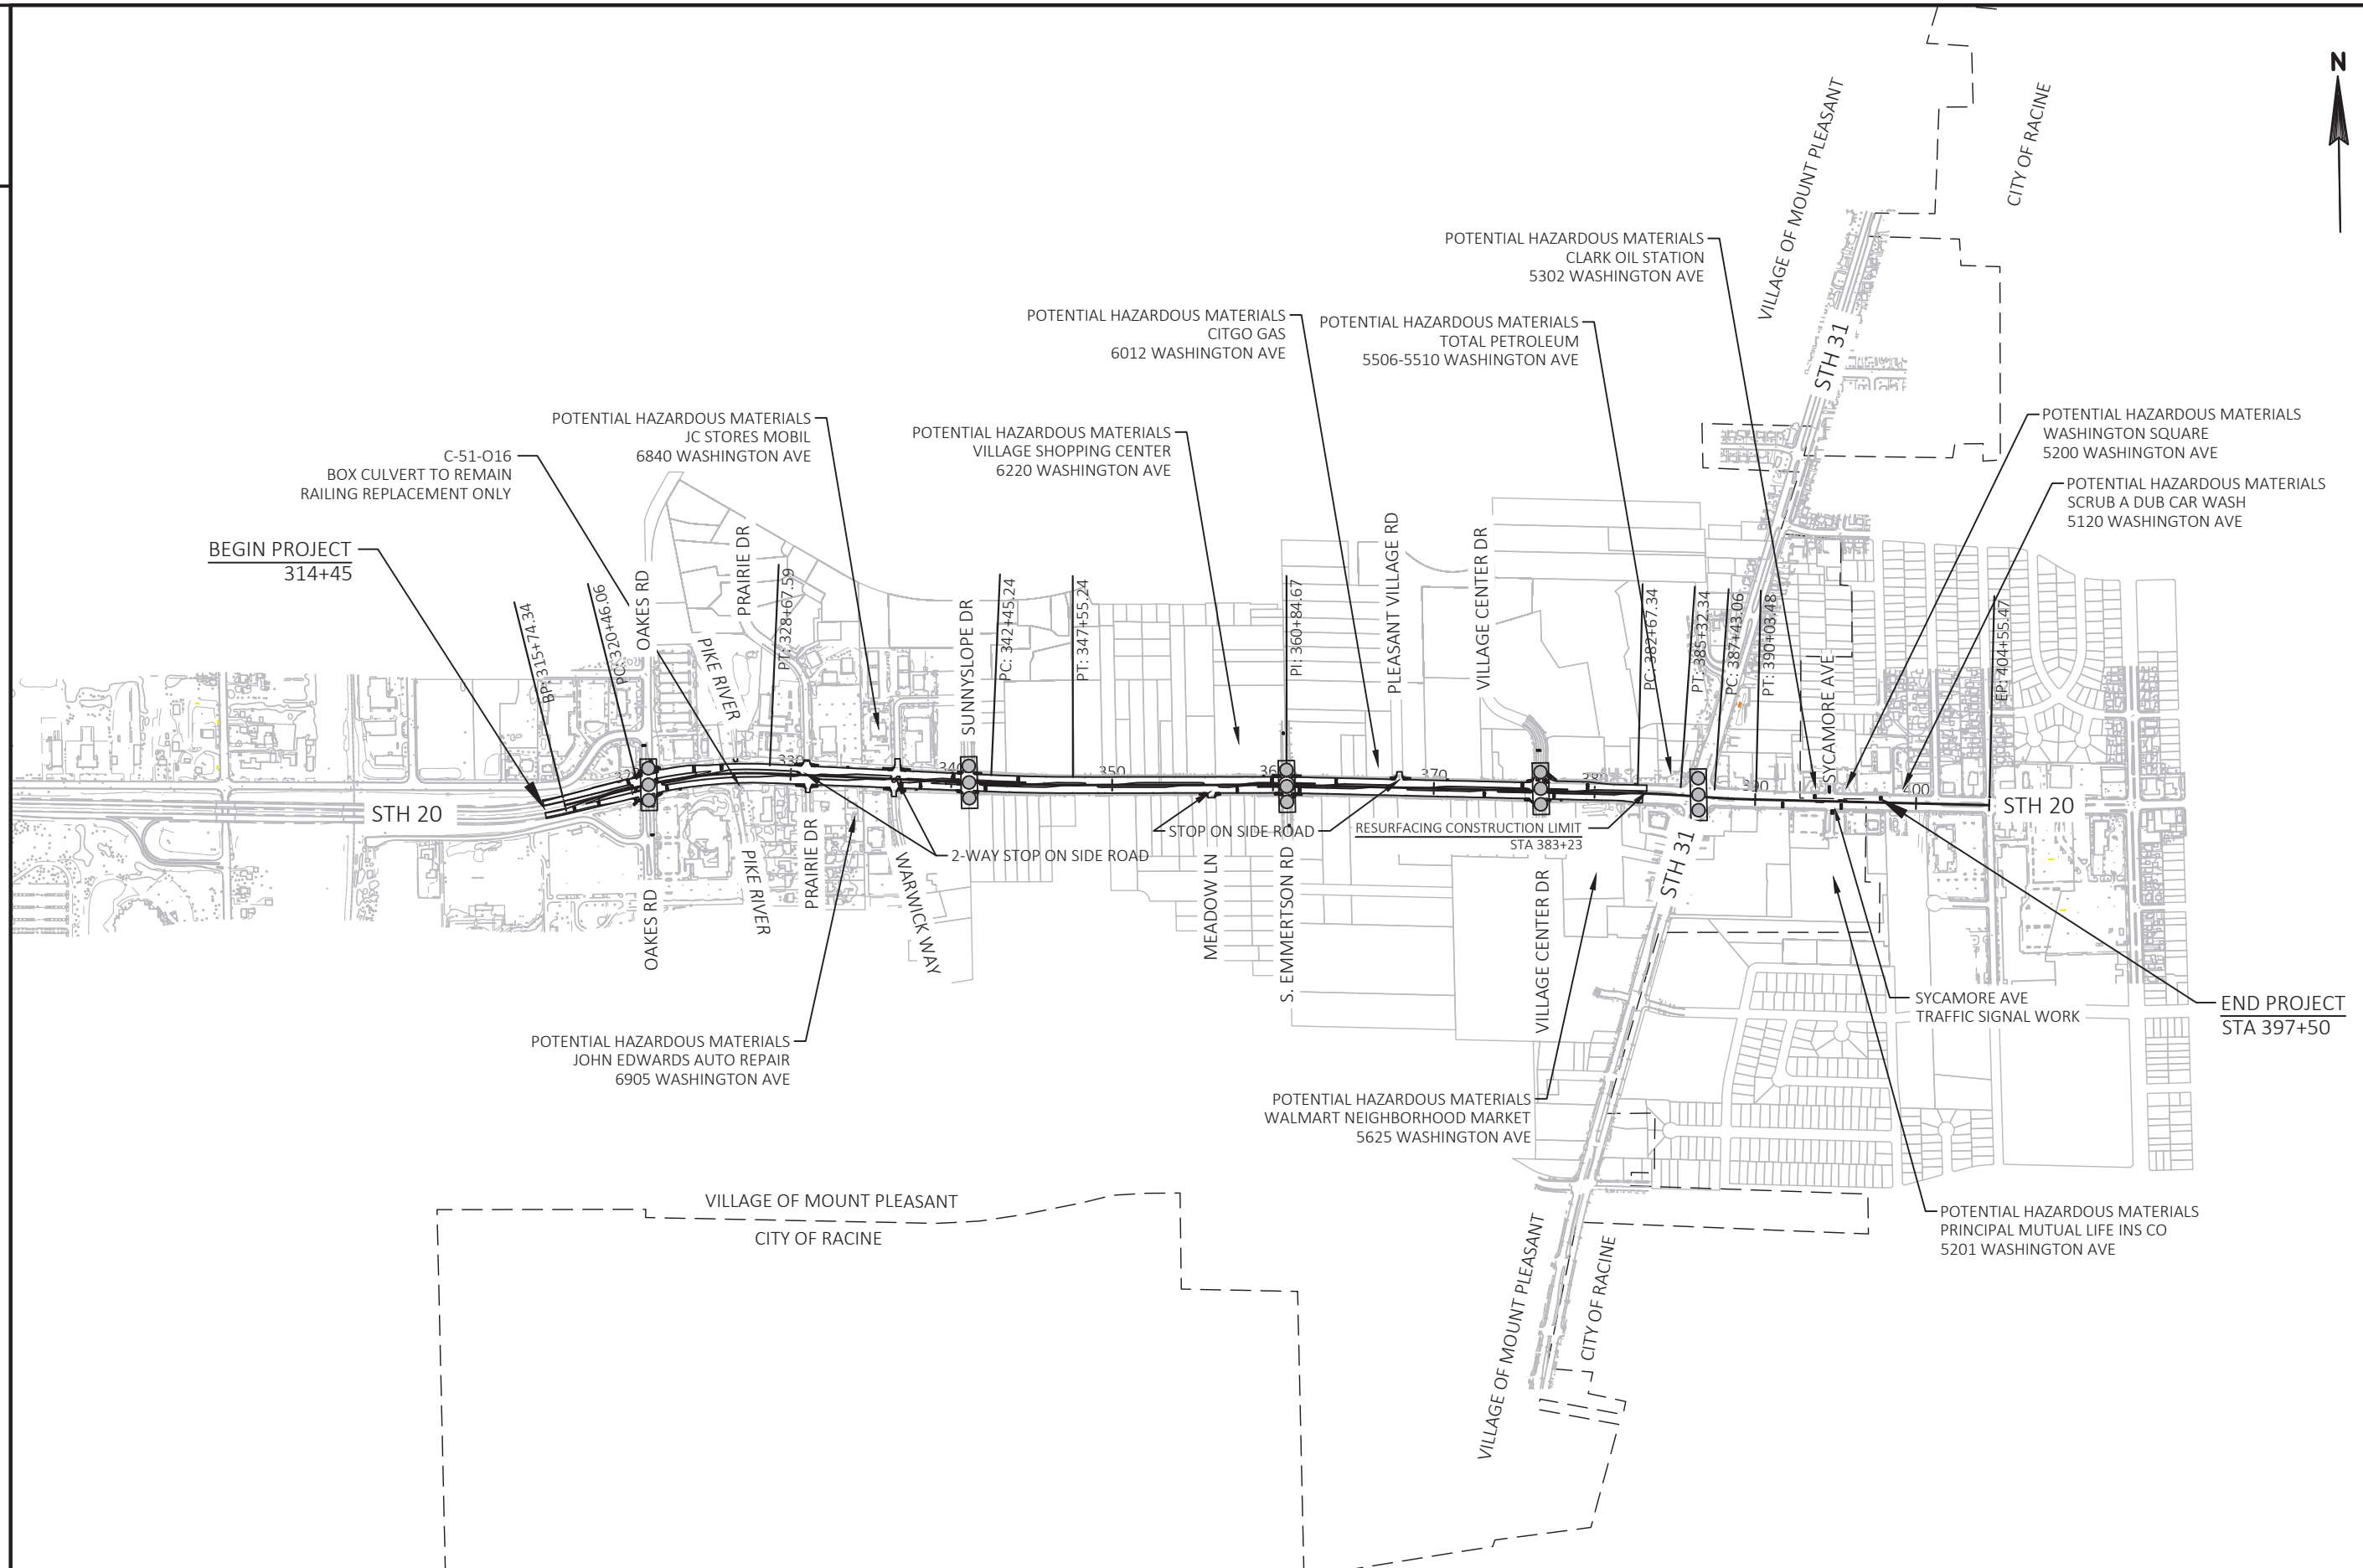 N
VILLAGE OF MOUNT PLEASANT
CITY OF RACINE
POTENTIAL HAZARDOUS MATERIALS
CLARK OIL STATION
5302 WASHINGTON AVE
POTENTIAL HAZARDOUS MATERIALS
CITGO GAS
6012 WASHINGTON AVE
POTENTIAL HAZARDOUS MATERIALS
TOTAL PETROLEUM
5506-5510 WASHINGTON AVE
STH 31
POTENTIAL HAZARDOUS MATERIALS
JC STORES MOBIL
6840 WASHINGTON AVE
POTENTIAL HAZARDOUS MATERIALS
VILLAGE SHOPPING CENTER
6220 WASHINGTON AVE
POTENTIAL HAZARDOUS MATERIALS
WASHINGTON SQUARE
5200 WASHINGTON AVE
C-51-O16
BOX CULVERT TO REMAIN
RAILING REPLACEMENT ONLY
POTENTIAL HAZARDOUS MATERIALS
SCRUB A DUB CAR WASH
5120 WASHINGTON AVE
BEGIN PROJECT
314+45
BP: 315+74.34
PC: 320+46.06
OAKES RD
PIKE RIVER
PRAIRIE DR
PT: 328+67.59
SUNNYSLOPE DR
PC: 342+45.24
PT: 347+55.24
PI: 360+84.67
PLEASANT VILLAGE RD
VILLAGE CENTER DR
PC: 382+67.34
PT: 385+32.34
PC: 387+43.06
PT: 390+03.48
SYCAMORE AVE
EP: 404+55.47
350
370
380
390
400
STH 20
STH 20
2-WAY STOP ON SIDE ROAD
STOP ON SIDE ROAD
RESURFACING CONSTRUCTION LIMIT
STA 383+23
OAKES RD
PIKE RIVER
PRAIRIE DR
WARWICK WAY
MEADOW LN
S. EMMERTSON RD
VILLAGE CENTER DR
STH 31
SYCAMORE AVE
TRAFFIC SIGNAL WORK
END PROJECT
STA 397+50
POTENTIAL HAZARDOUS MATERIALS
JOHN EDWARDS AUTO REPAIR
6905 WASHINGTON AVE
POTENTIAL HAZARDOUS MATERIALS
WALMART NEIGHBORHOOD MARKET
5625 WASHINGTON AVE
POTENTIAL HAZARDOUS MATERIALS
PRINCIPAL MUTUAL LIFE INS CO
5201 WASHINGTON AVE
VILLAGE OF MOUNT PLEASANT
CITY OF RACINE
VILLAGE OF MOUNT PLEASANT
CITY OF RACINE